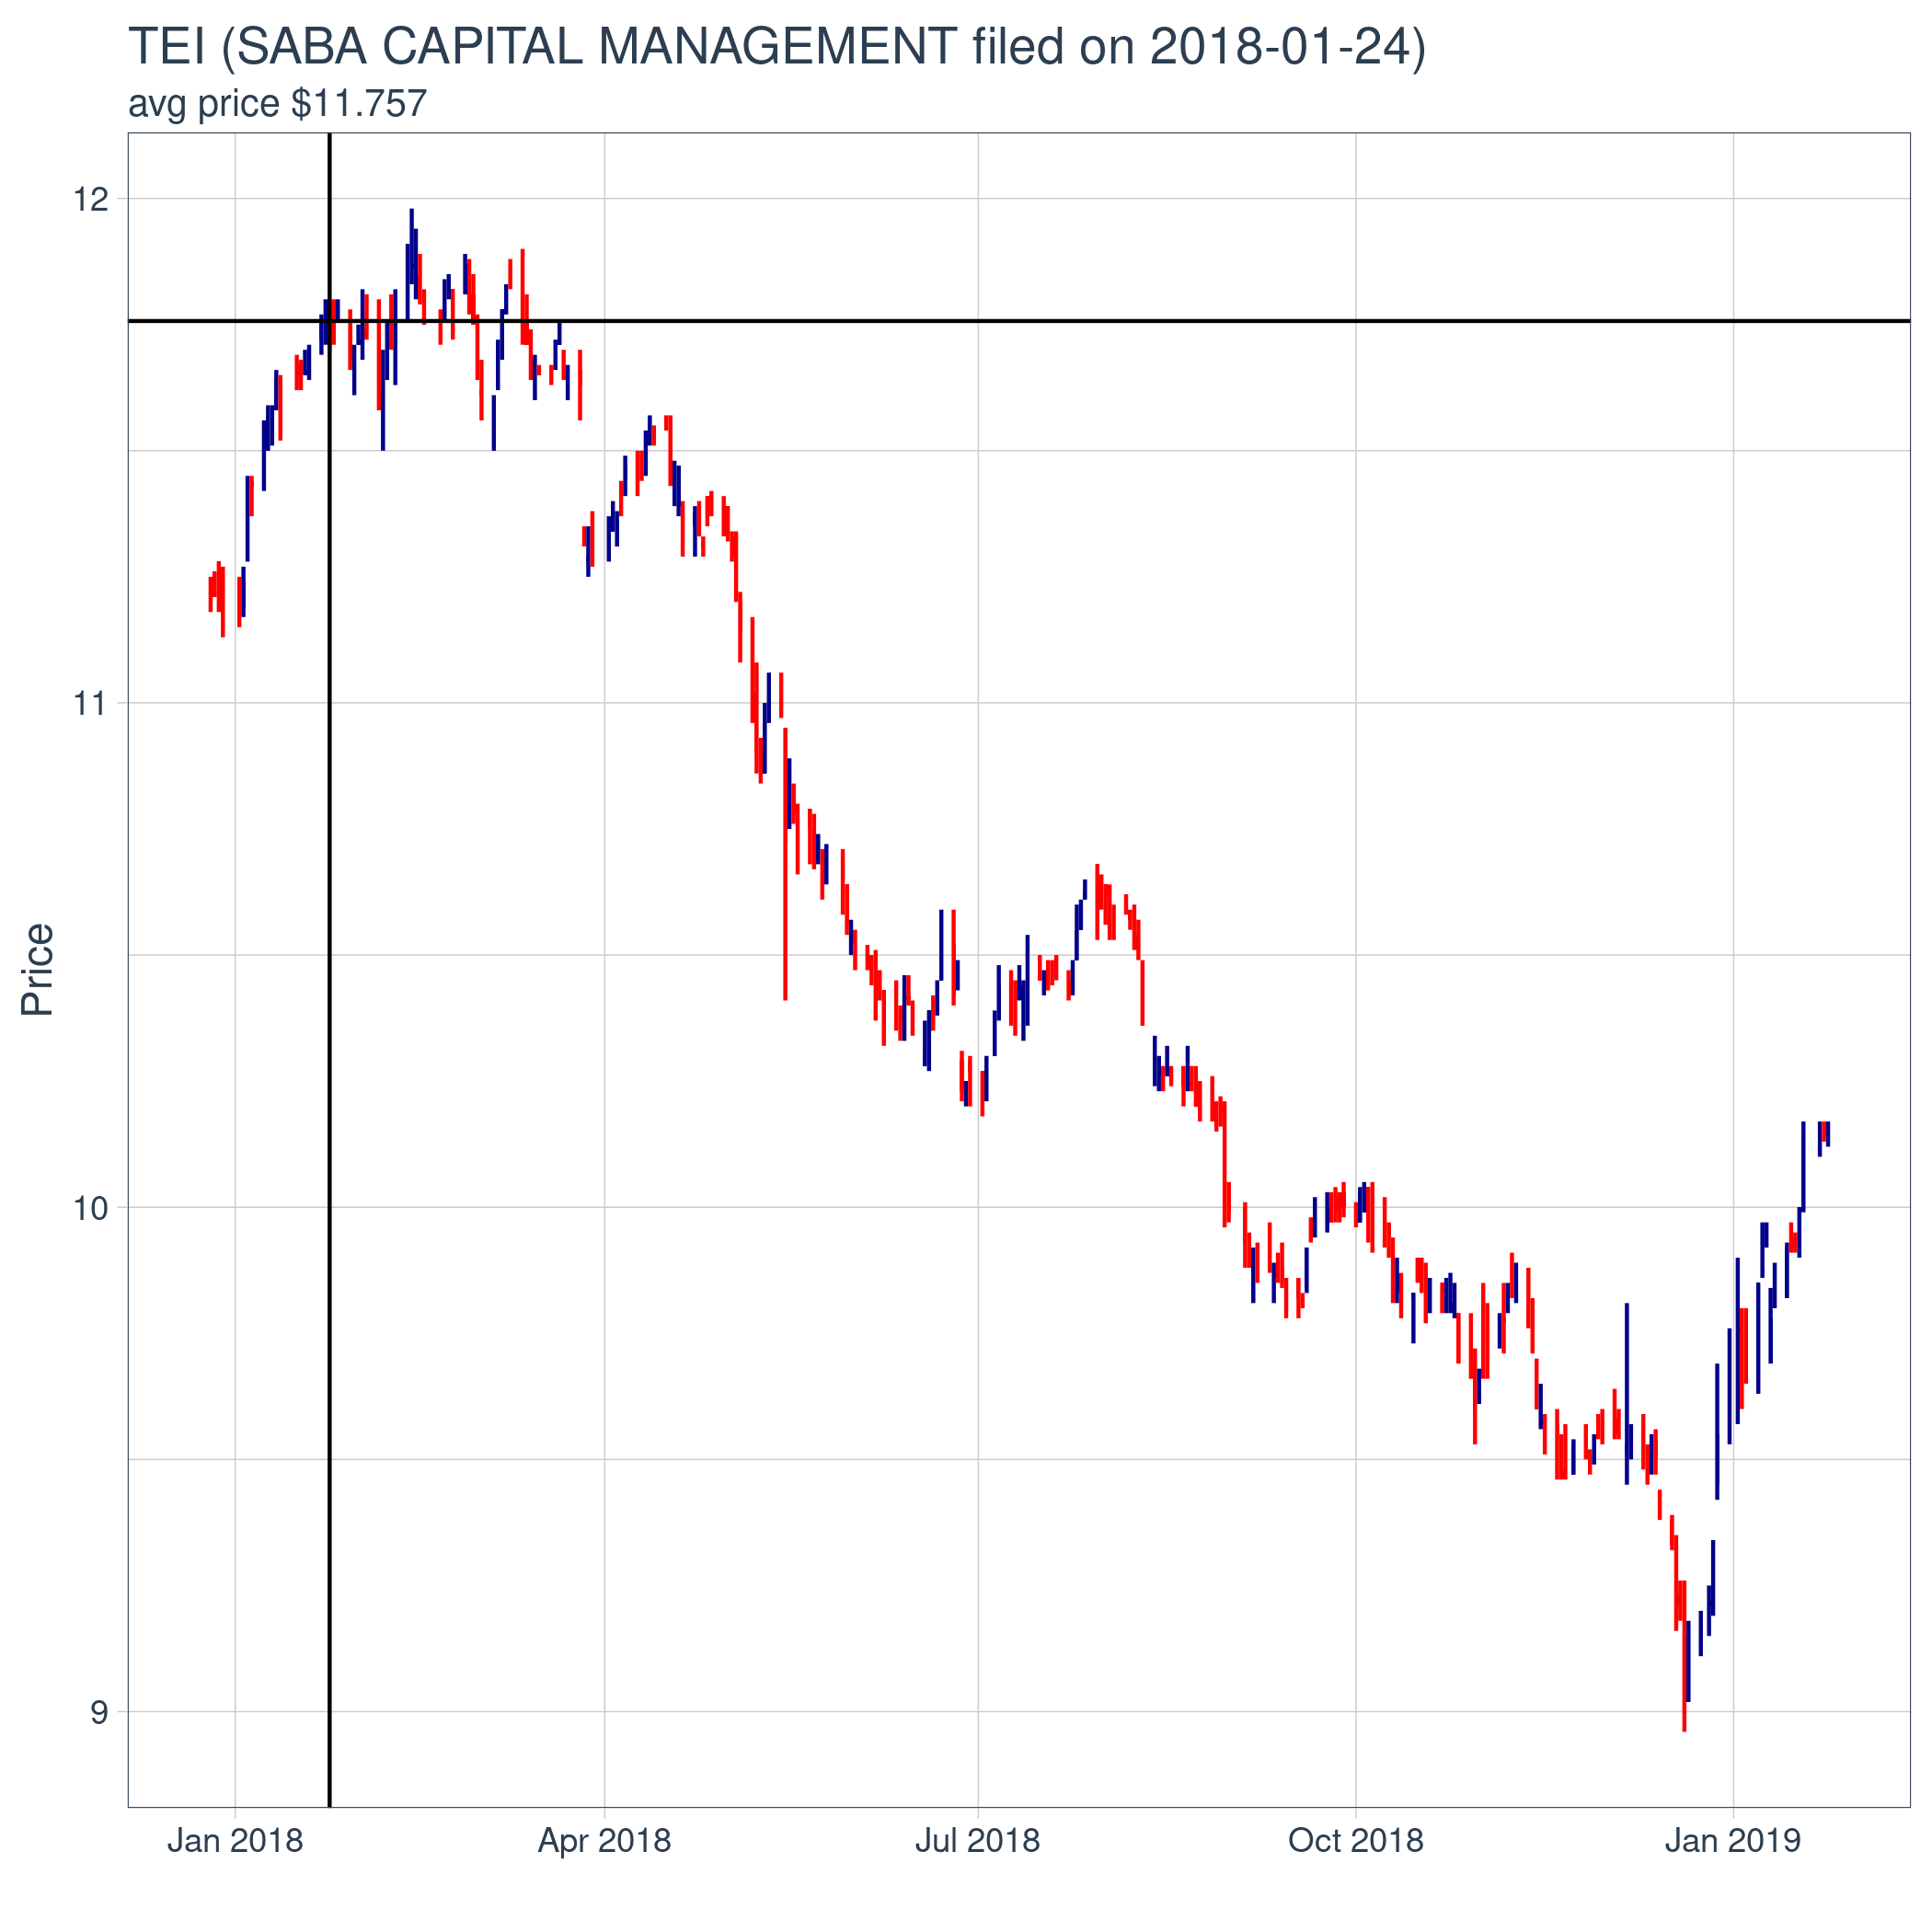 TEI (SABA CAPITAL MANAGEMENT filed on 2018-01-24)
avg price $11.757
12
11
10
9
Price
Jan 2018 Apr 2018 Jul 2018 Oct 2018 Jan 2019